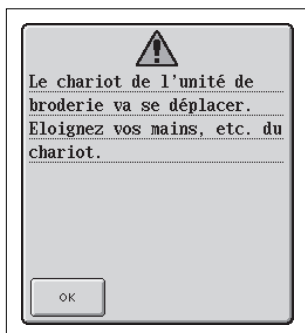 Le chariot de l'unité de
broderie va se déplacer.
Eloignez vos mains, etc. du
chariot.
OK